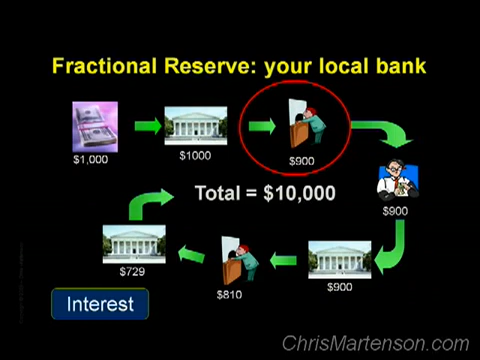 Fractional Reserve: your local bank
$1,000
$1000
$900
$900
Total = $10,000
$729
$810
$900
Interest
ChrisMartenson.com